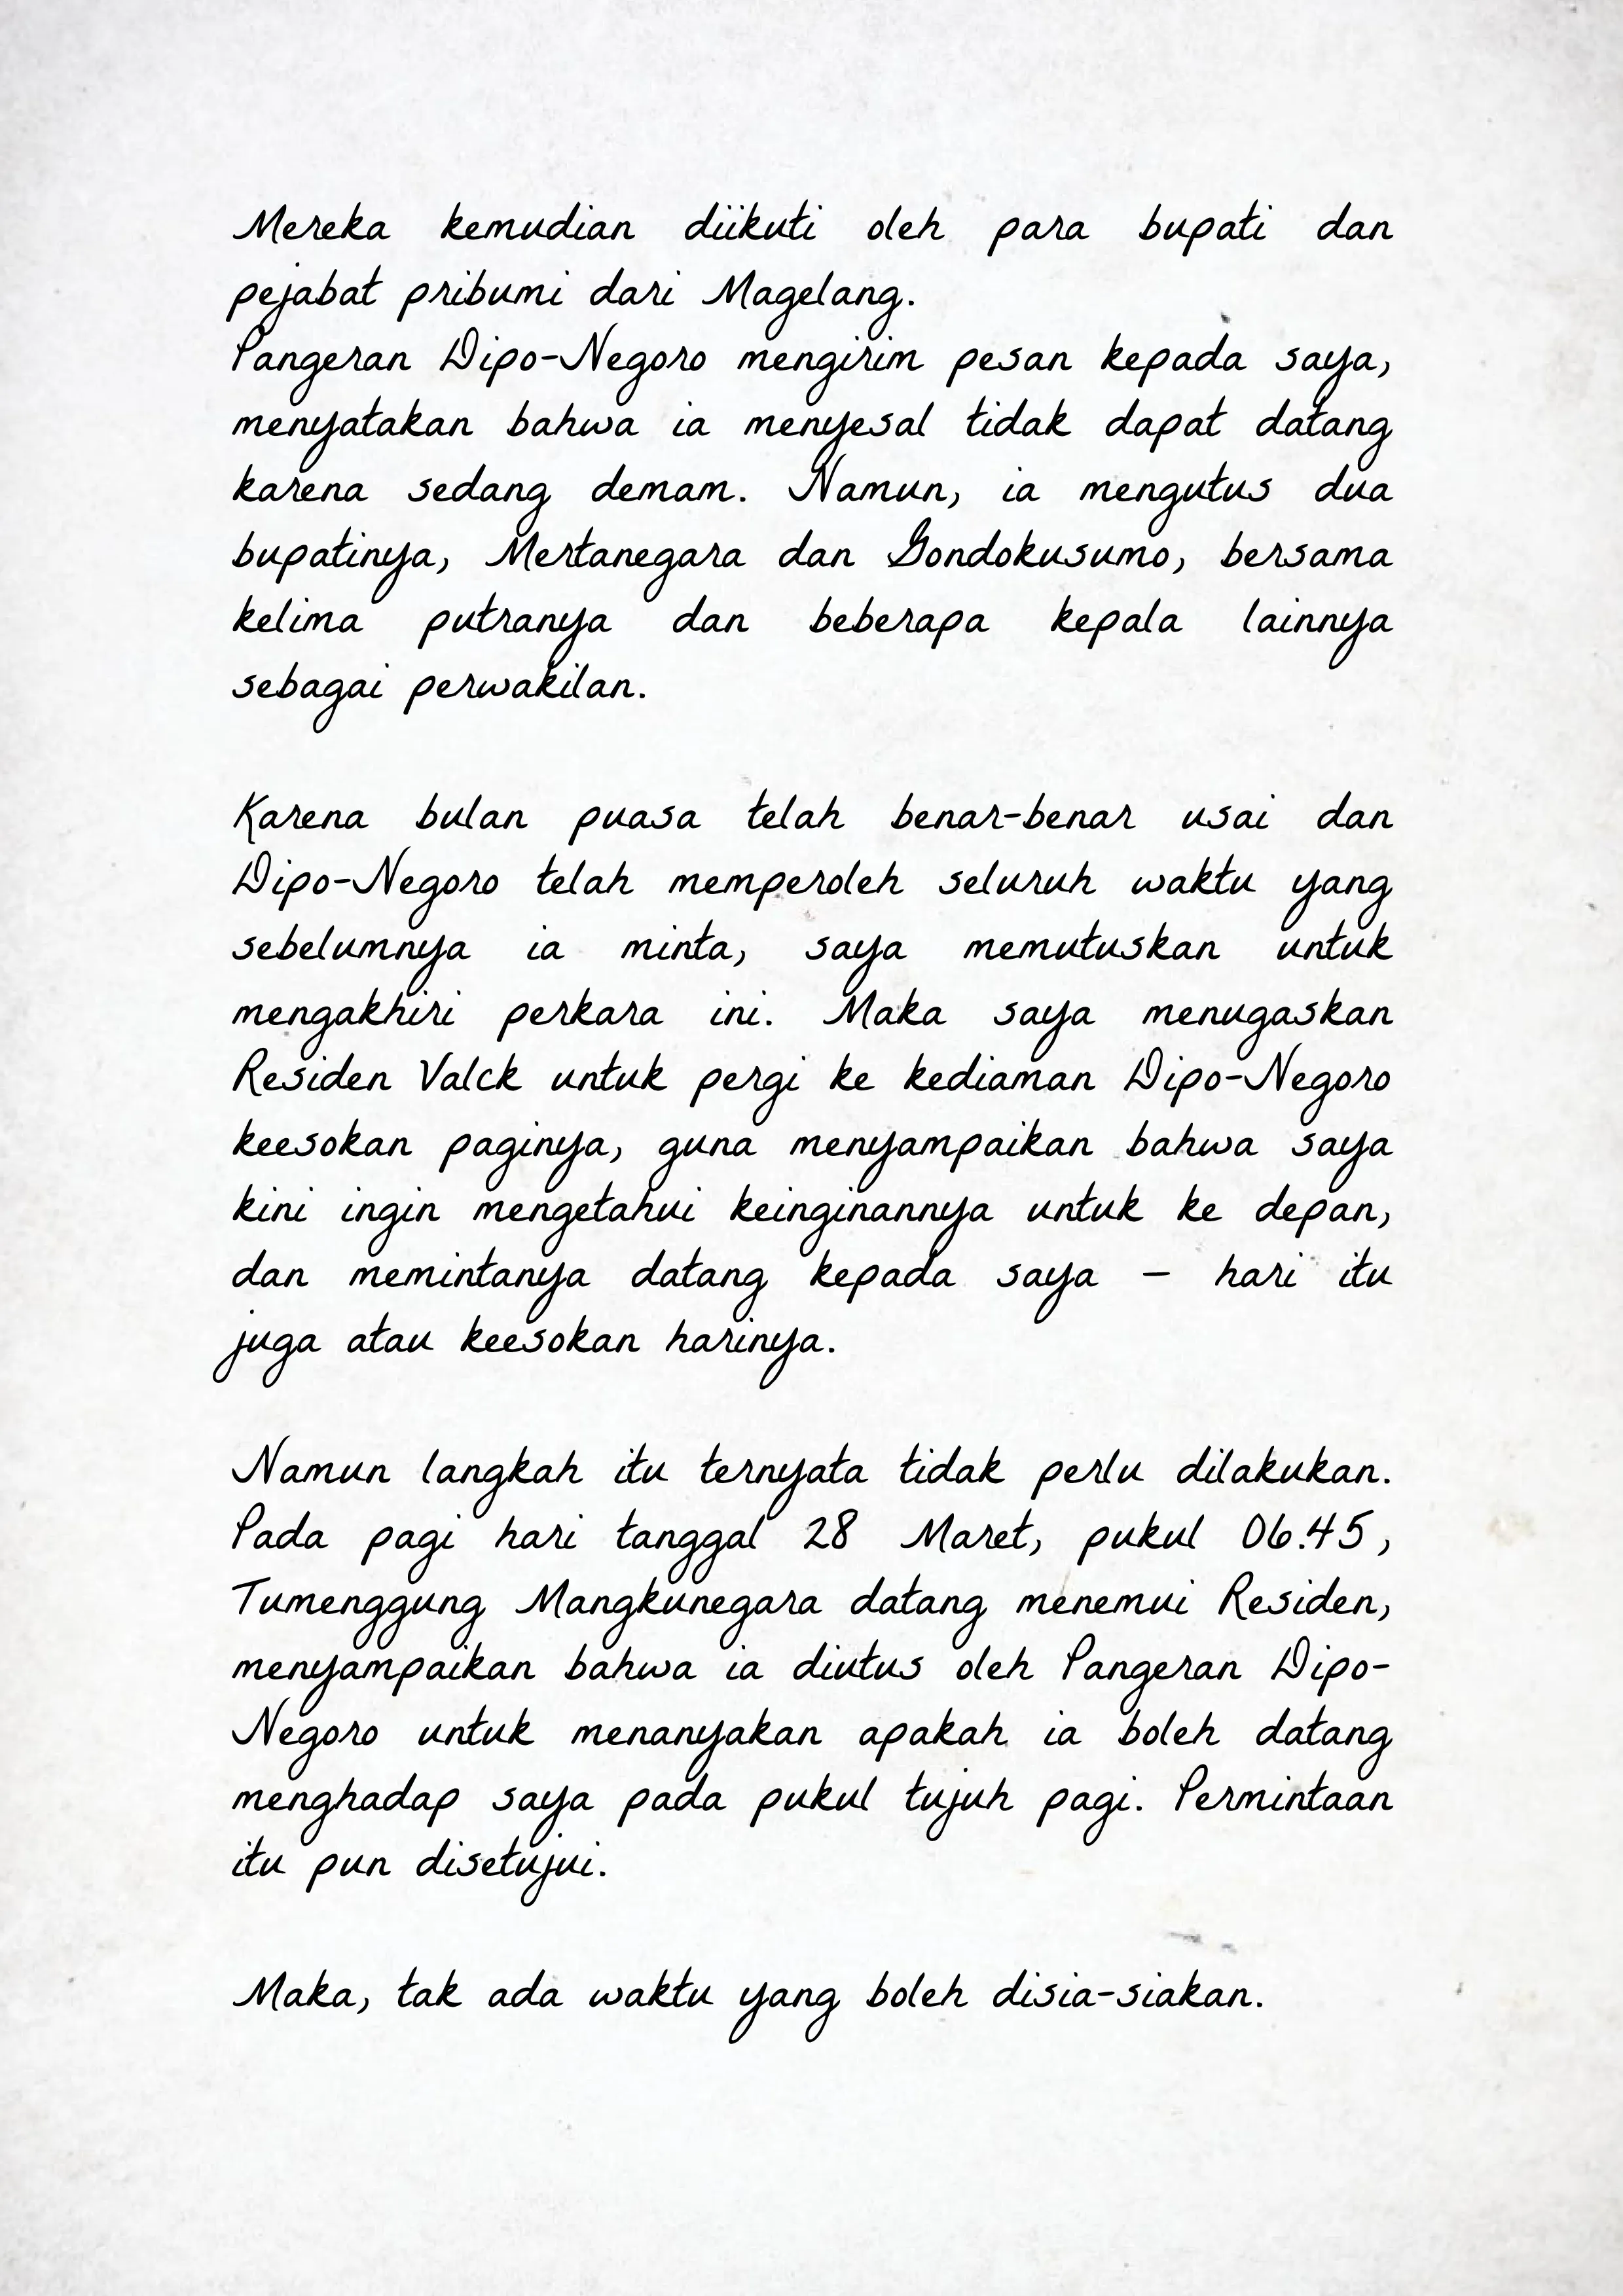 Mereka kemudian diikuti oleh para bupati dan
pejabat pribumi dari Magelang.
Pangeran Dipo-Negoro mengirim pesan kepada saya,
menyatakan bahwa ia menyesal tidak dapat datang
karena sedang demam. Namun, ia mengutus dua
bupatinya, Mertanegara dan Gondokusumo, bersama
kelima putranya dan beberapa kepala lainnya
sebagai perwakilan.
Karena bulan puasa telah benar-benar usai dan
Dipo-Negoro telah memperoleh seluruh waktu yang
sebelumnya ia minta, saya memutuskan untuk
mengakhiri perkara ini. Maka saya menugaskan
Residen Valck untuk pergi ke kediaman Dipo-Negoro
keesokan paginya, guna menyampaikan bahwa saya
kini ingin mengetahui keinginannya untuk ke depan,
dan memintanya datang kepada saya – hari itu
juga atau keesokan harinya.
Namun langkah itu ternyata tidak perlu dilakukan.
Pada pagi hari tanggal 28 Maret, pukul 06.45,
Tumenggung Mangkunegara datang menemui Residen,
menyampaikan bahwa ia diutus oleh Pangeran Dipo-
Negoro untuk menanyakan apakah ia boleh datang
menghadap saya pada pukul tujuh pagi. Permintaan
itu pun disetujui.
Maka, tak ada waktu yang boleh disia-siakan.